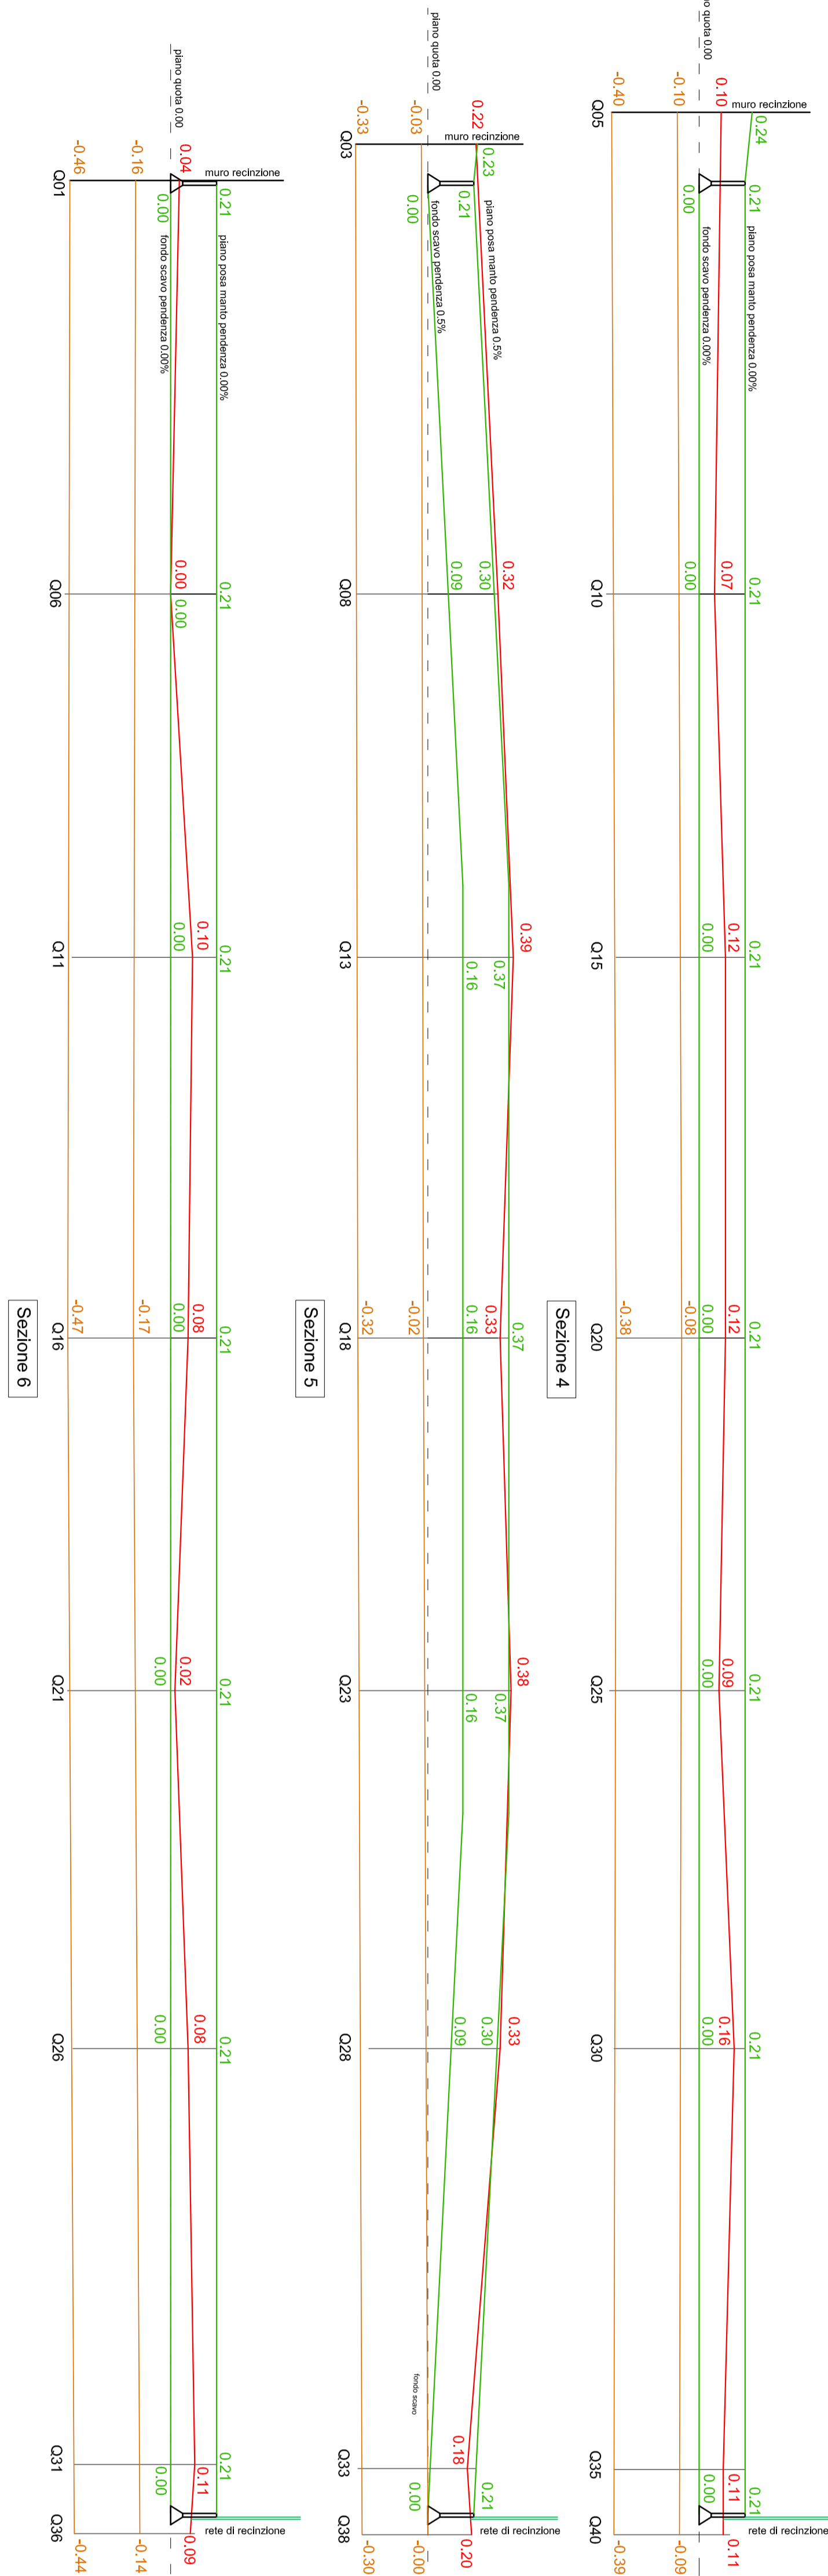 Sezione 4
no quota 0.00
-0.40
-0.10
0.10
muro recinzione
0.24
Q05
0.00
0.21
fondo scavo pendenza 0.00%
piano posa manto pendenza 0.00%
Q10
0.00
0.07
0.21
Q15
0.00
0.12
0.21
Q20
-0.38
-0.08
0.00
0.12
0.21
Q25
0.00
0.09
0.21
Q30
0.00
0.16
0.21
Q35
0.00
0.11
0.21
Q40
-0.39
-0.09
0.11
rete di recinzione
Sezione 5
piano quota 0.00
-0.33
-0.03
0.22
muro recinzione
0.23
Q03
0.00
0.21
fondo scavo pendenza 0.5%
piano posa manto pendenza 0.5%
Q08
0.09
0.30
0.32
Q13
0.16
0.37
0.39
Q18
-0.32
-0.02
0.16
0.33
0.37
Q23
0.16
0.37
0.38
Q28
0.09
0.30
0.33
fondo scavo
Q33
0.00
0.18
0.21
Q38
-0.30
-0.00
0.20
rete di recinzione
Sezione 6
piano quota 0.00
-0.46
-0.16
0.04
muro recinzione
Q01
0.00
0.21
fondo scavo pendenza 0.00%
piano posa manto pendenza 0.00%
Q06
0.00
0.00
0.21
Q11
0.00
0.10
0.21
Q16
-0.47
-0.17
0.00
0.08
0.21
Q21
0.00
0.02
0.21
Q26
0.00
0.08
0.21
Q31
0.00
0.11
0.21
Q36
-0.44
-0.14
0.09
rete di recinzione